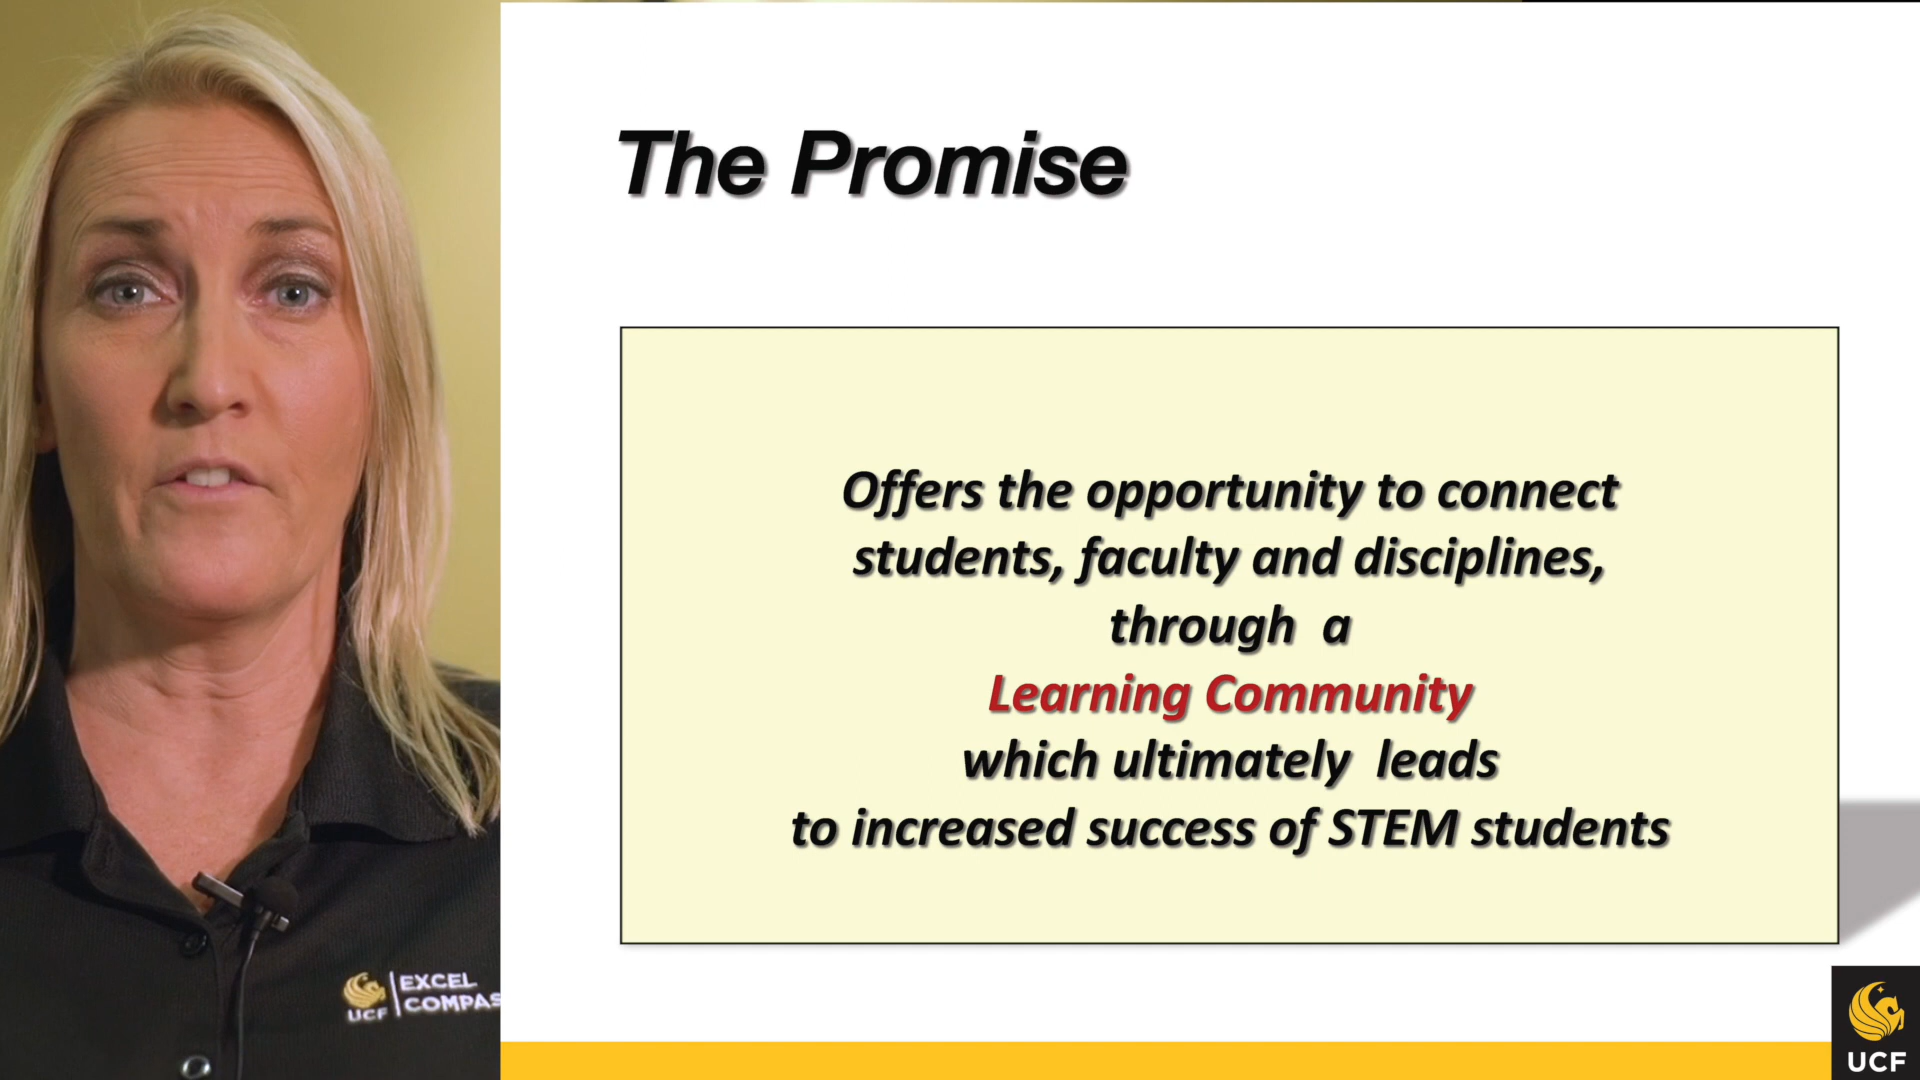 The Promise
Offers the opportunity to connect
students, faculty and disciplines,
through a
Learning Community
which ultimately leads
to increased success of STEM students
EXCEL
COMPAS
UCF
UCF